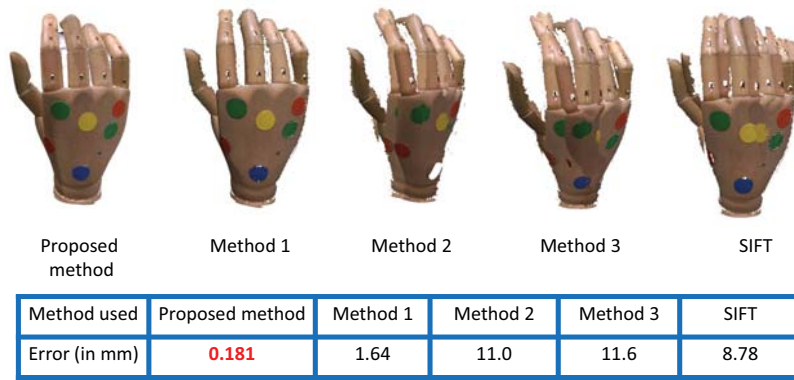 Proposed method
Method 1
Method 2
Method 3
SIFT
Method used Proposed method Method 1 Method 2 Method 3 SIFT
Error (in mm) 0.181 1.64 11.0 11.6 8.78